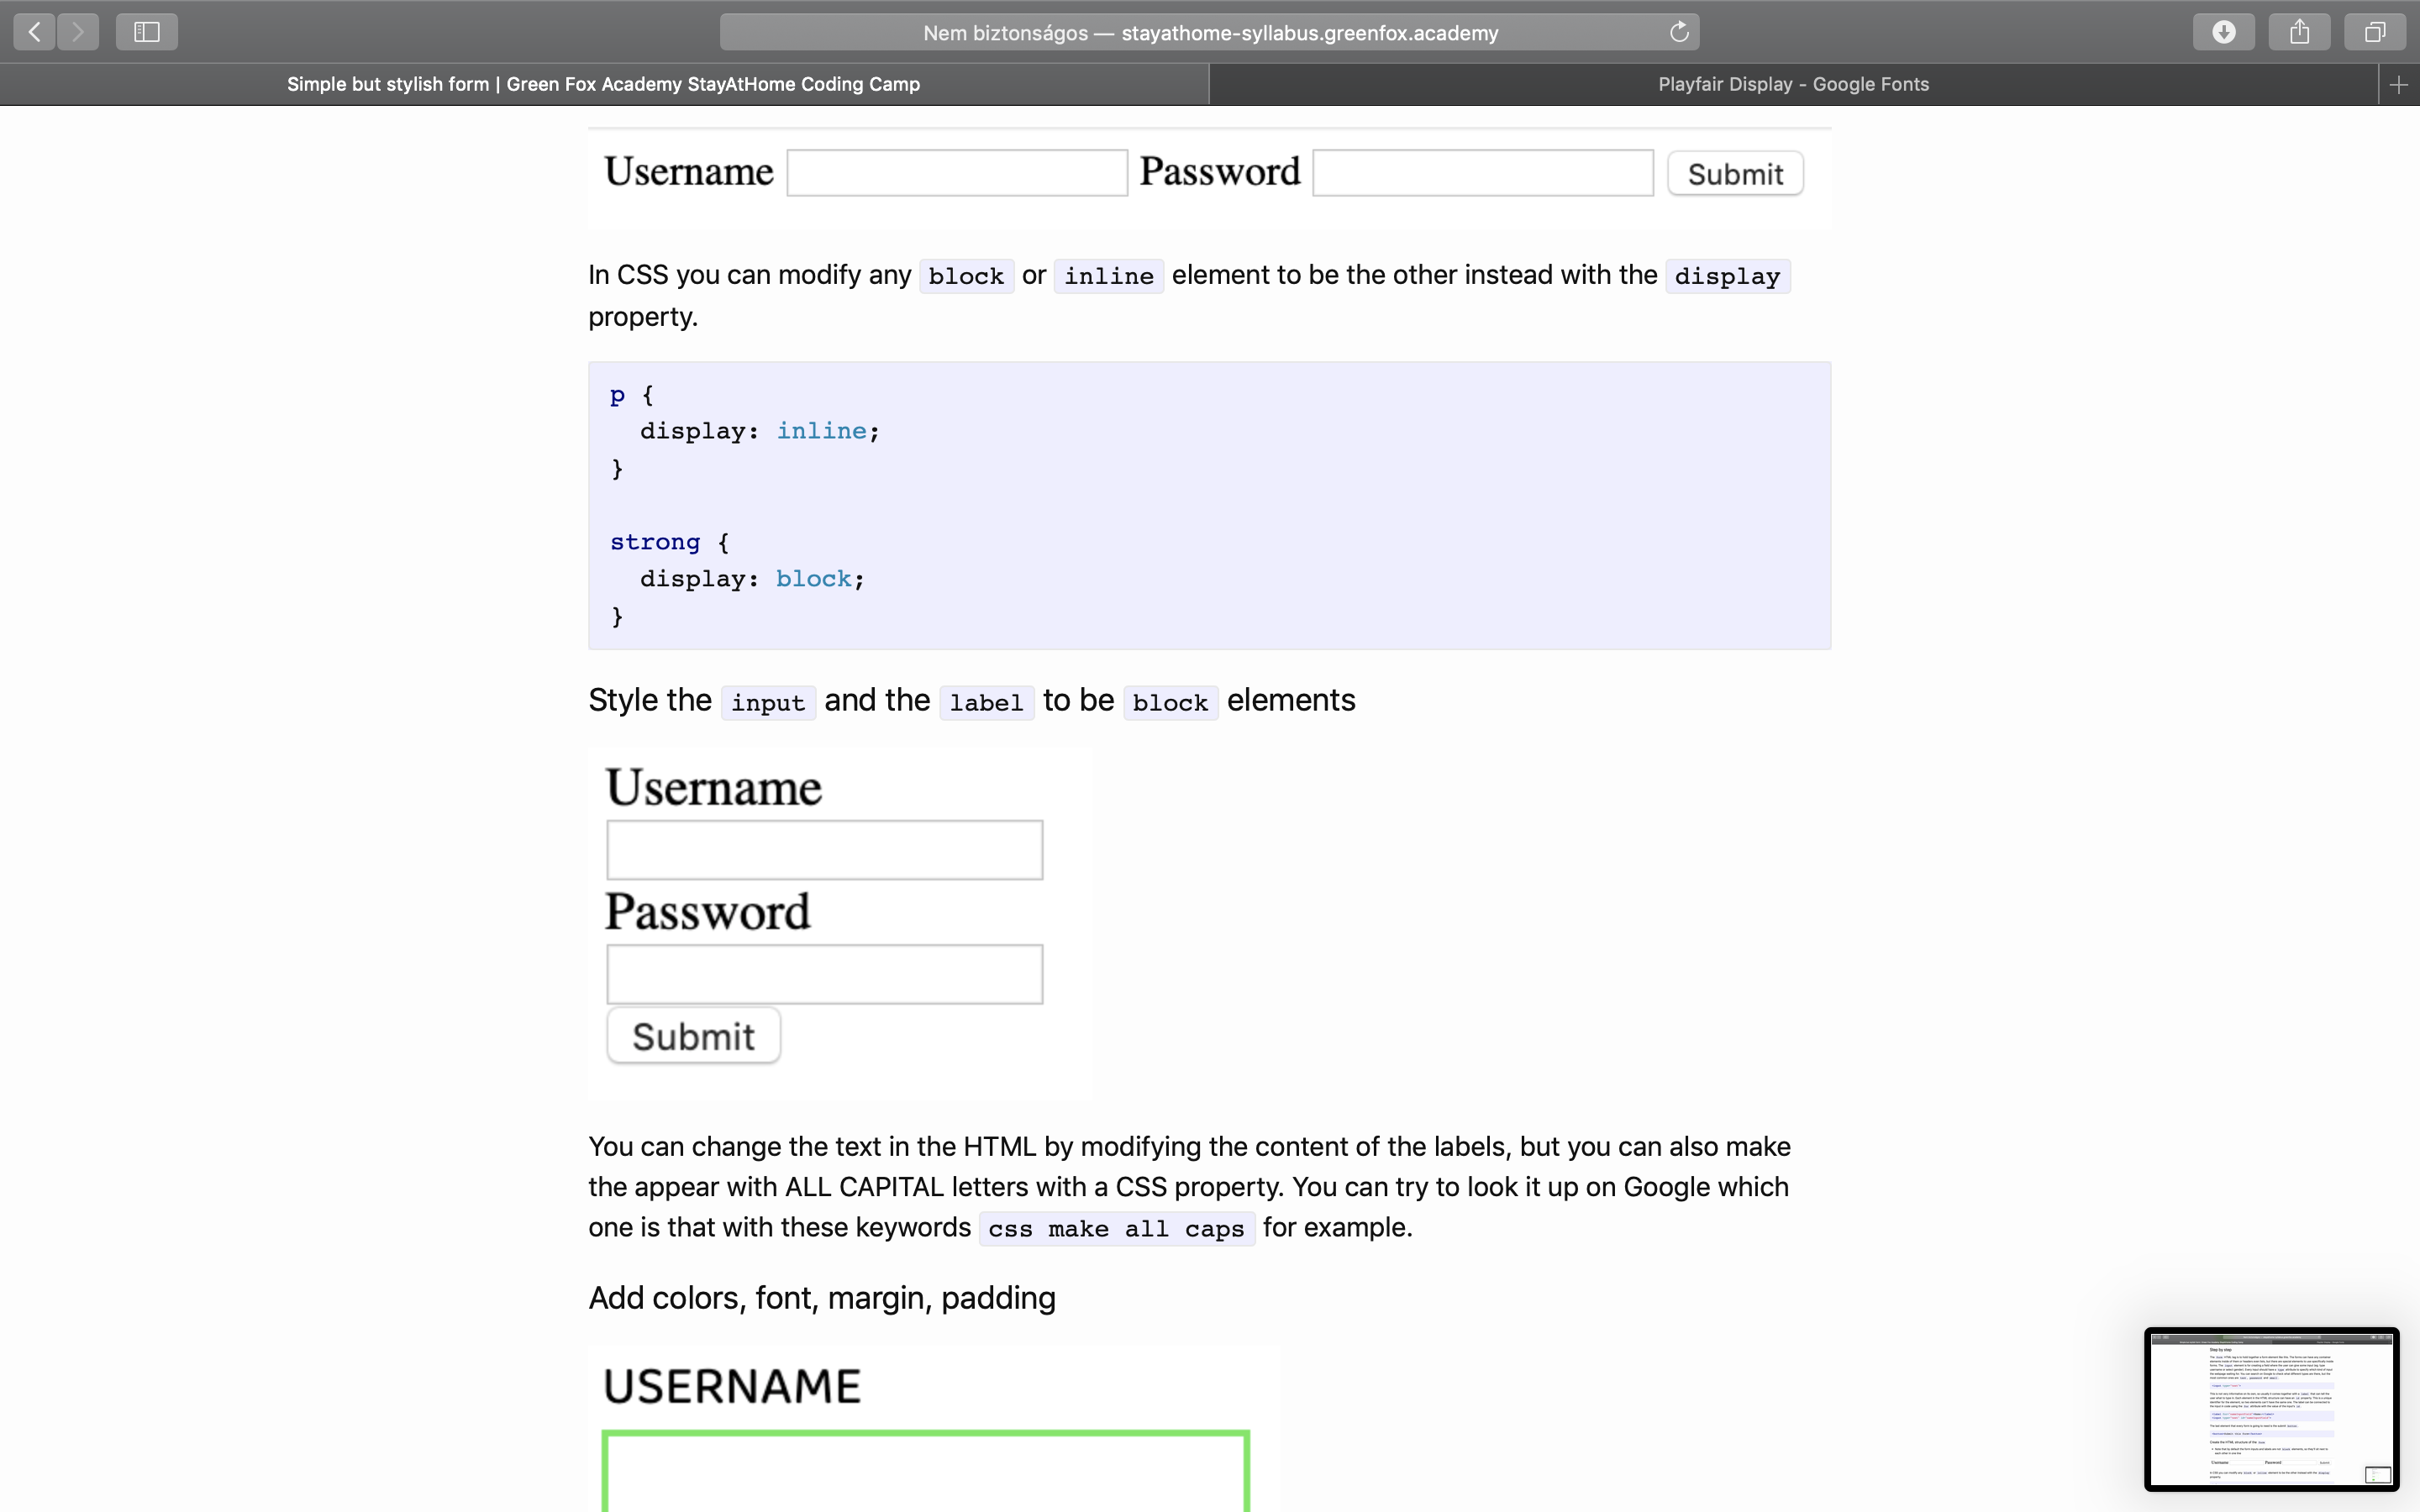 Nem biztonságos — stayathome-syllabus.greenfox.academy
Simple but stylish form | Green Fox Academy StayAtHome Coding Camp
Playfair Display - Google Fonts
Username Password Submit
In CSS you can modify any block or inline element to be the other instead with the display
property.
p {
display: inline;
}
strong {
display: block;
}
Style the input and the label to be block elements
Username
Password
Submit
You can change the text in the HTML by modifying the content of the labels, but you can also make
the appear with ALL CAPITAL letters with a CSS property. You can try to look it up on Google which
one is that with these keywords css make all caps for example.
Add colors, font, margin, padding
USERNAME
Step by step